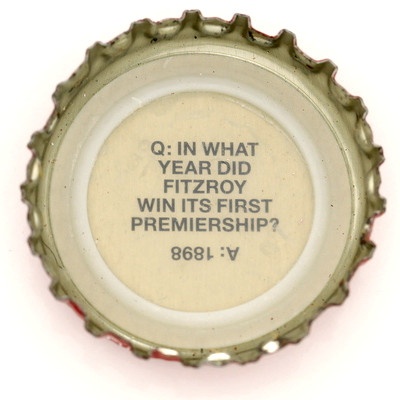 Q: IN WHAT
YEAR DID
FITZROY
WIN ITS FIRST
PREMIERSHIP?
A: 1898